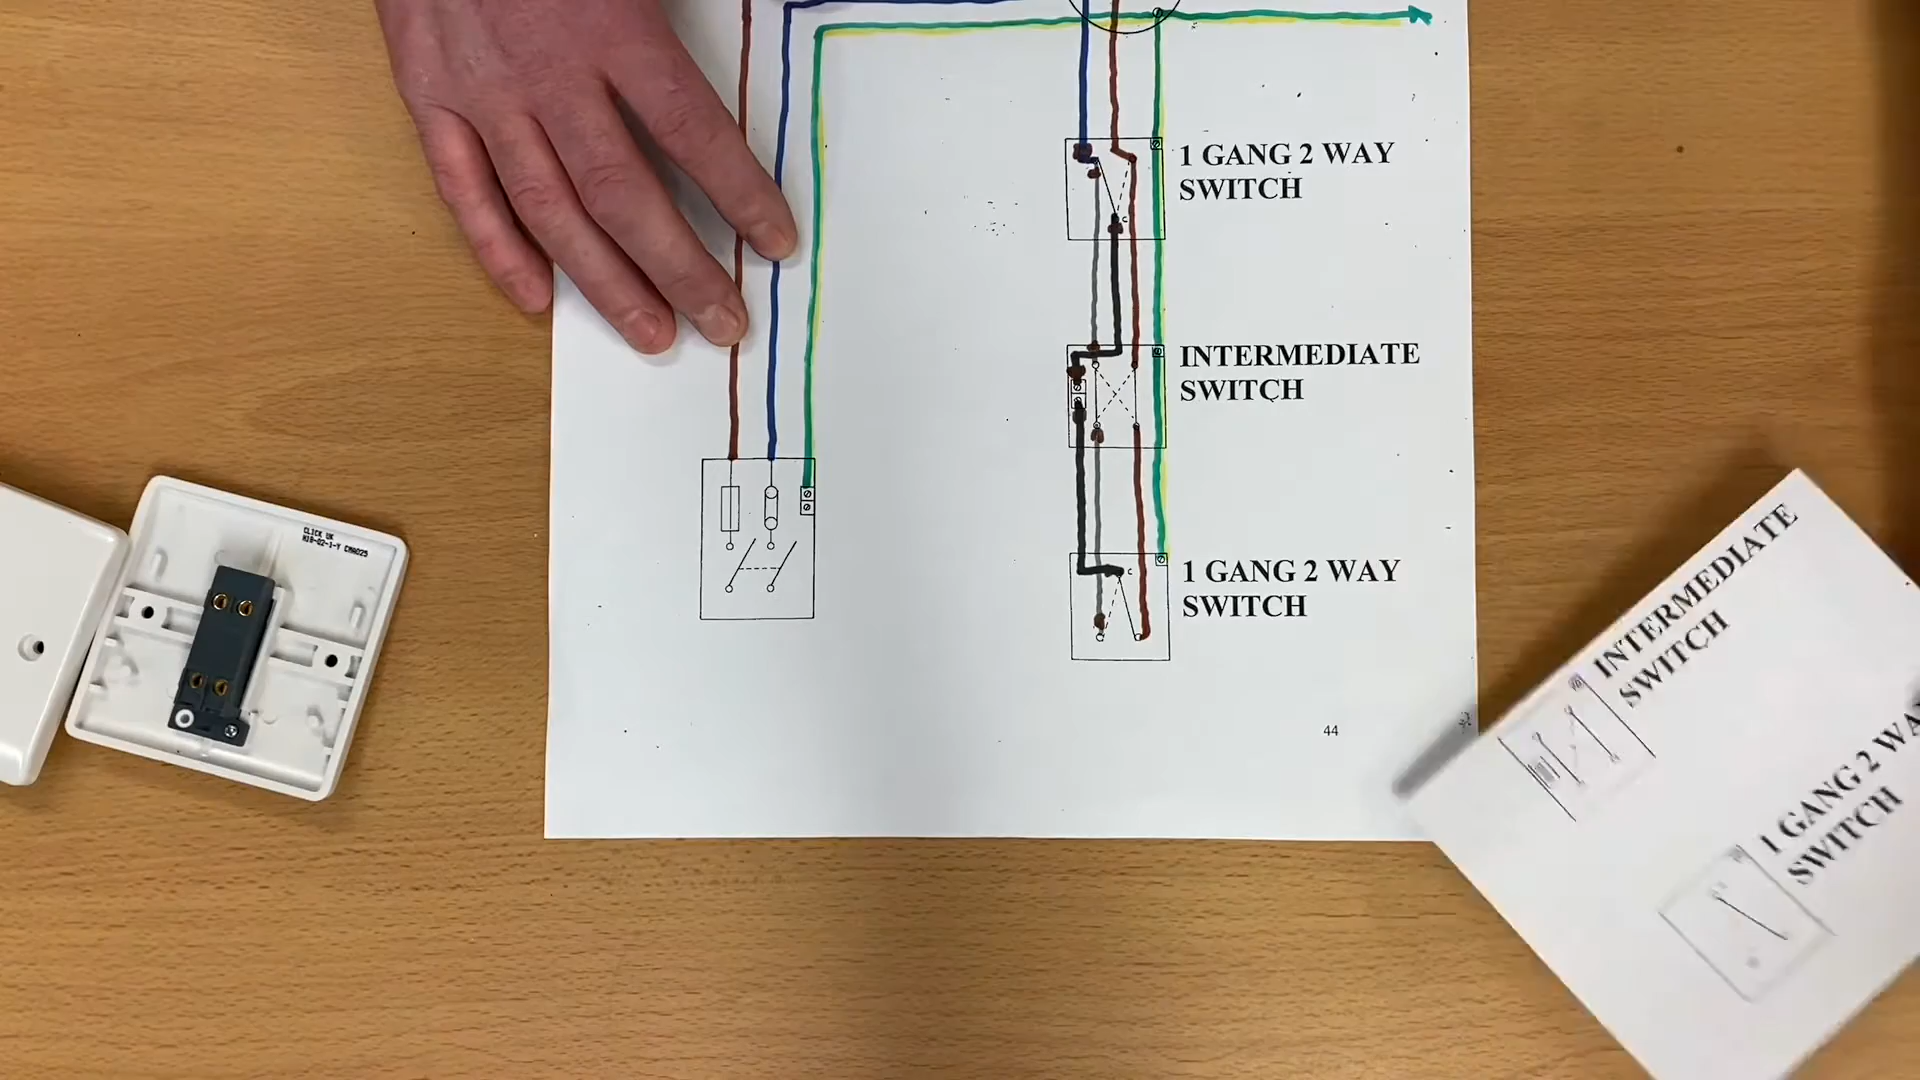 1 GANG 2 WAY
SWITCH
C
INTERMEDIATE
SWITCH
C
1 GANG 2 WAY
SWITCH
44
CLICK UK
INTERMEDIATE
SWITCH
1 GANG 2 WAY
SWITCH